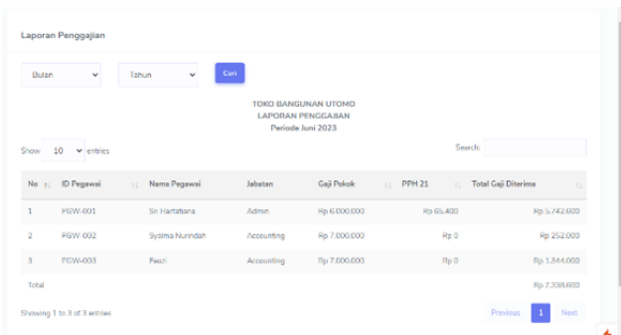 Laporan Penggajian
Bulan Tahun Cari
TOKO BANGUNAN UTOMO
LAPORAN PENGGAJIAN
Periode Juni 2023
Show 10 entries Search:
No ID Pegawai Nama Pegawai Jabatan Gaji Pokok PPH 21 Total Gaji Diterima
1 PGW-001 Sri Hartatiana Admin Rp 6.000.000 Rp 65.400 Rp 5.742.600
2 PGW-002 Syalma Nurindah Accounting Rp 7.000.000 Rp 0 Rp 252.000
3 PGW-003 Fauzi Accounting Rp 7.000.000 Rp 0 Rp 1.344.000
Total Rp 7.338.600
Showing 1 to 3 of 3 entries Previous 1 Next